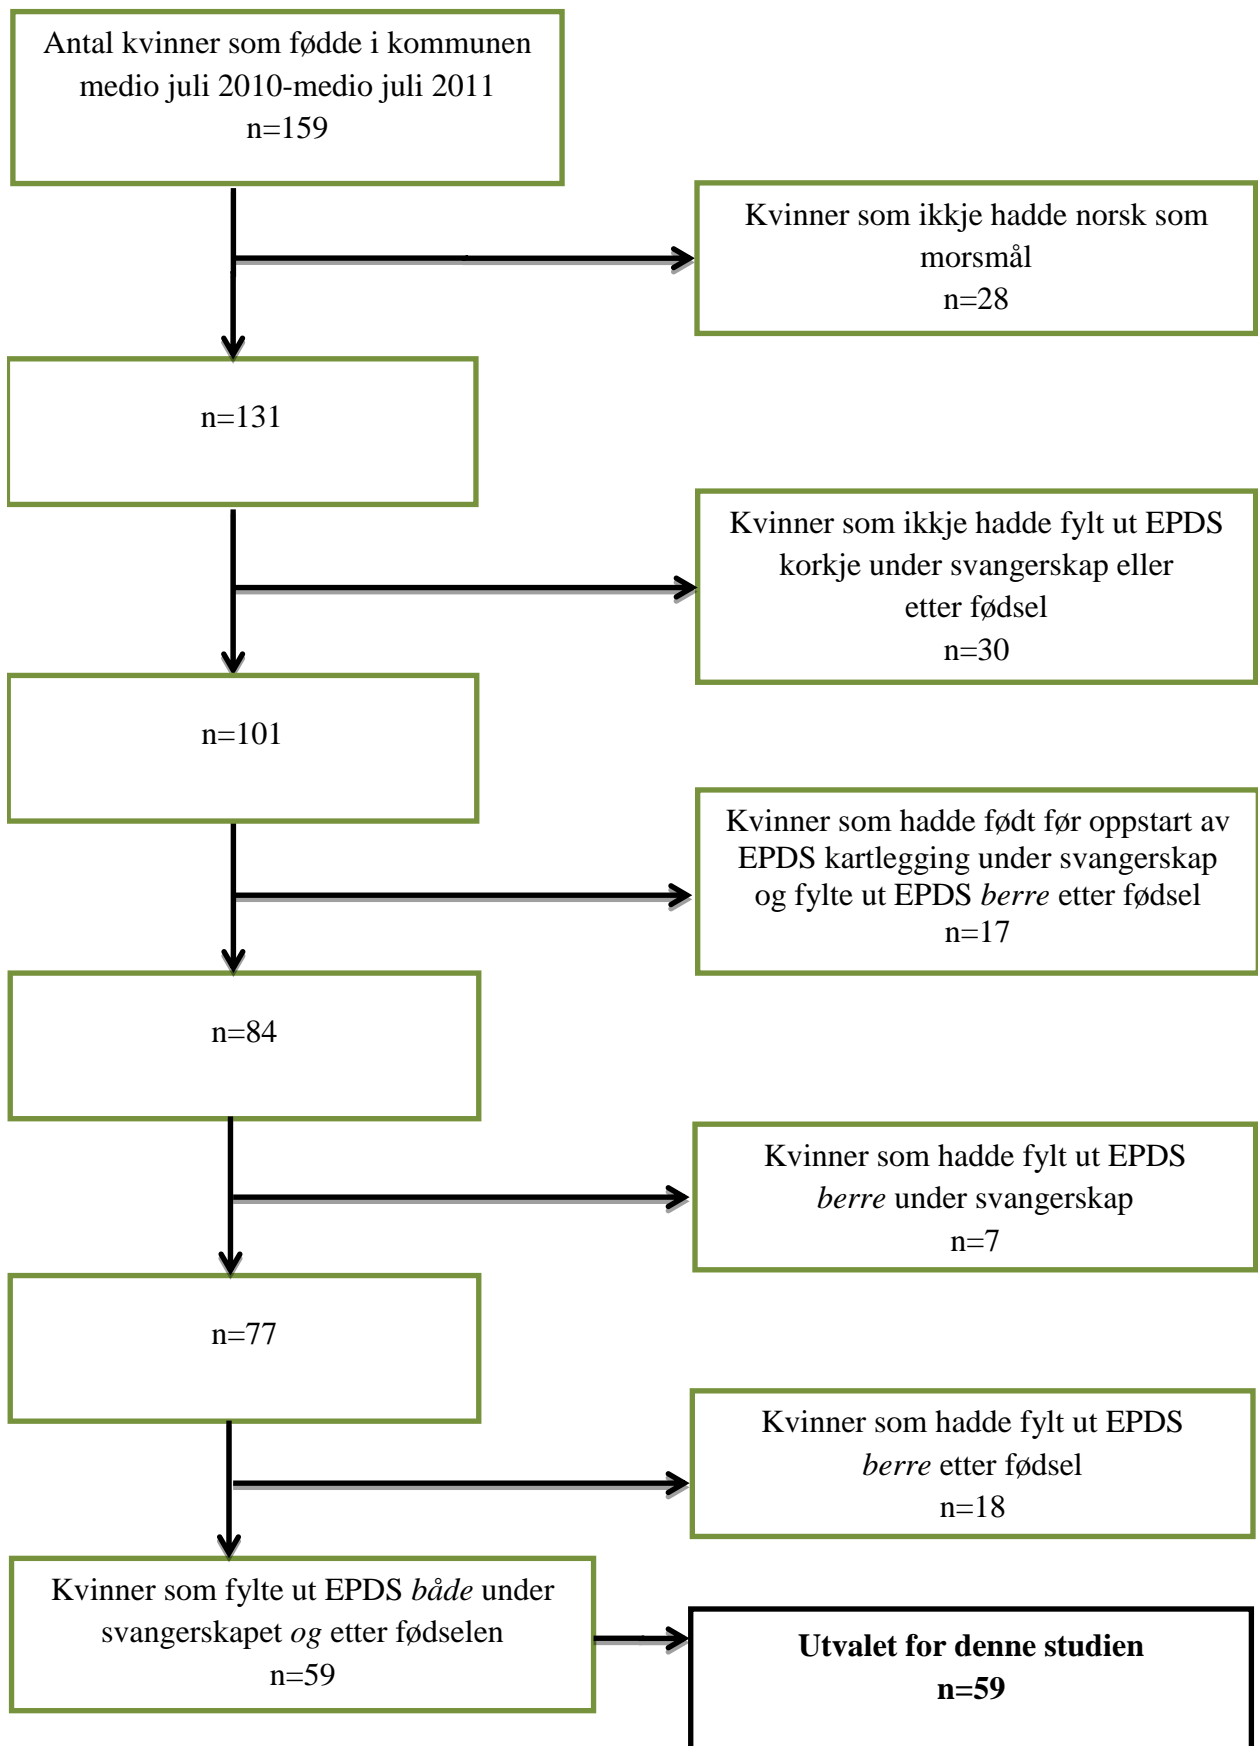 Antal kvinner som fødde i kommunen
medio juli 2010-medio juli 2011
n=159
Kvinner som ikkje hadde norsk som
morsmål
n=28
n=131
Kvinner som ikkje hadde fylt ut EPDS
korkje under svangerskap eller
etter fødsel
n=30
n=101
Kvinner som hadde født før oppstart av
EPDS kartlegging under svangerskap
og fylte ut EPDS berre etter fødsel
n=17
n=84
Kvinner som hadde fylt ut EPDS
berre under svangerskap
n=7
n=77
Kvinner som hadde fylt ut EPDS
berre etter fødsel
n=18
Kvinner som fylte ut EPDS både under
svangerskapet og etter fødselen
n=59
Utvalet for denne studien
n=59